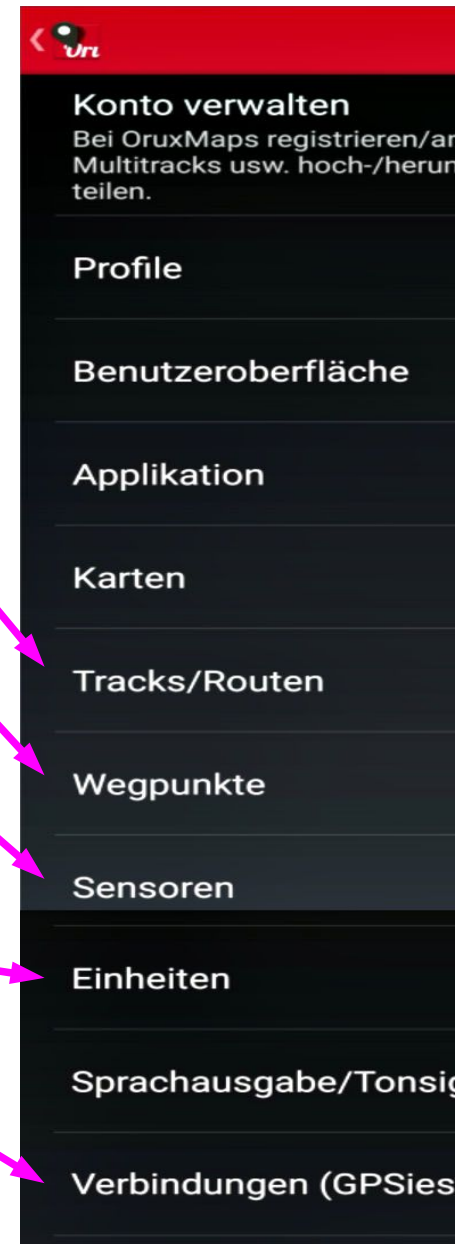 Konto verwalten
Bei OruxMaps registrieren/an
Multitracks usw. hoch-/herun
teilen.
Profile
Benutzeroberfläche
Applikation
Karten
Tracks/Routen
Wegpunkte
Sensoren
Einheiten
Sprachausgabe/Tonsig
Verbindungen (GPSies